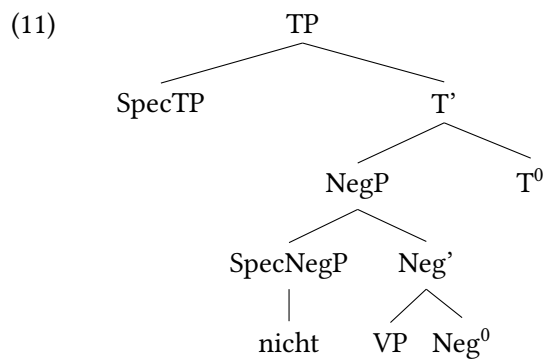 (11) TP
SpecTP T’
NegP T⁰
SpecNegP Neg’
nicht VP Neg⁰